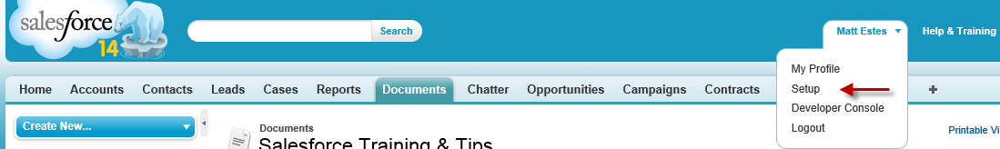 salesforce
14
Search
Matt Estes
Help & Training
My Profile
Setup
Developer Console
Logout
Home Accounts Contacts Leads Cases Reports Documents Chatter Opportunities Campaigns Contracts +
Create New...
Documents
Printable Vi
Salesforce Training & Tips